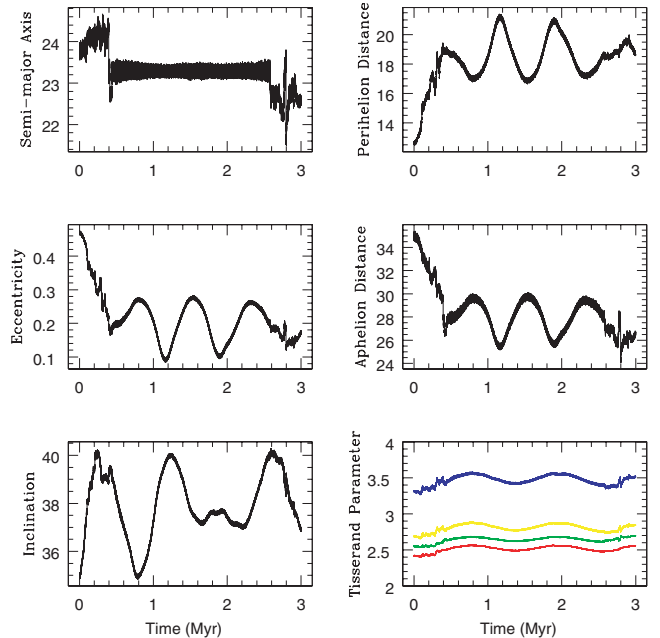 Semi-major Axis
24
23
22
0 1 2 3
Perihelion Distance
20
18
16
14
12
0 1 2 3
Eccentricity
0.4
0.3
0.2
0.1
0 1 2 3
Aphelion Distance
34
32
30
28
26
24
0 1 2 3
Inclination
40
38
36
0 1 2 3
Time (Myr)
Tisserand Parameter
4
3.5
3
2.5
2
0 1 2 3
Time (Myr)